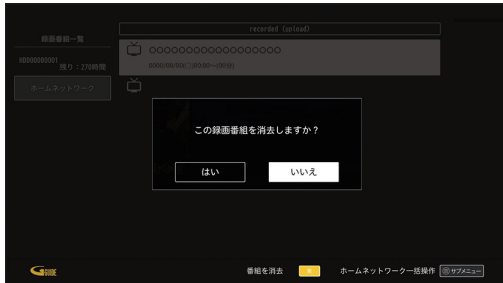 recorded (upload)
録画番組一覧
00000000001
残り：270時間
ホームネットワーク
○○○○○○○○○○○○○○○○○○
この録画番組を消去しますか？
はい
いいえ
G GUIDE
番組を消去
黄
ホームネットワーク一括操作
サブメニュー